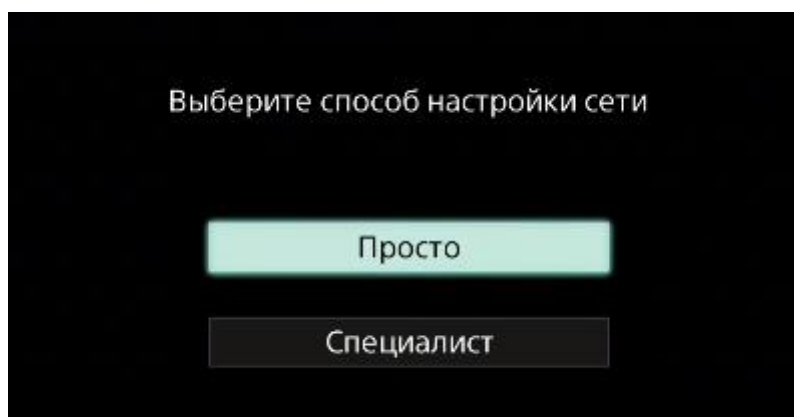 Выберите способ настройки сети
Просто
Специалист